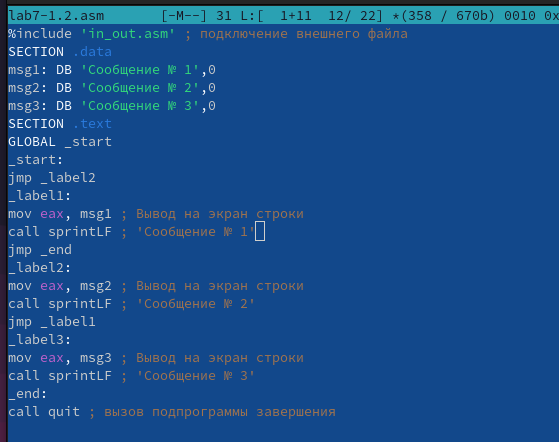 lab7-1.2.asm [-M--] 31 L:[ 1+11 12/ 22] *(358 / 670b) 0010 0x
%include 'in_out.asm' ; подключение внешнего файла
SECTION .data
msg1: DB 'Сообщение № 1',0
msg2: DB 'Сообщение № 2',0
msg3: DB 'Сообщение № 3',0
SECTION .text
GLOBAL _start
_start:
jmp _label2
_label1:
mov eax, msg1 ; Вывод на экран строки
call sprintLF ; 'Сообщение № 1'
jmp _end
_label2:
mov eax, msg2 ; Вывод на экран строки
call sprintLF ; 'Сообщение № 2'
jmp _label1
_label3:
mov eax, msg3 ; Вывод на экран строки
call sprintLF ; 'Сообщение № 3'
_end:
call quit ; вызов подпрограммы завершения